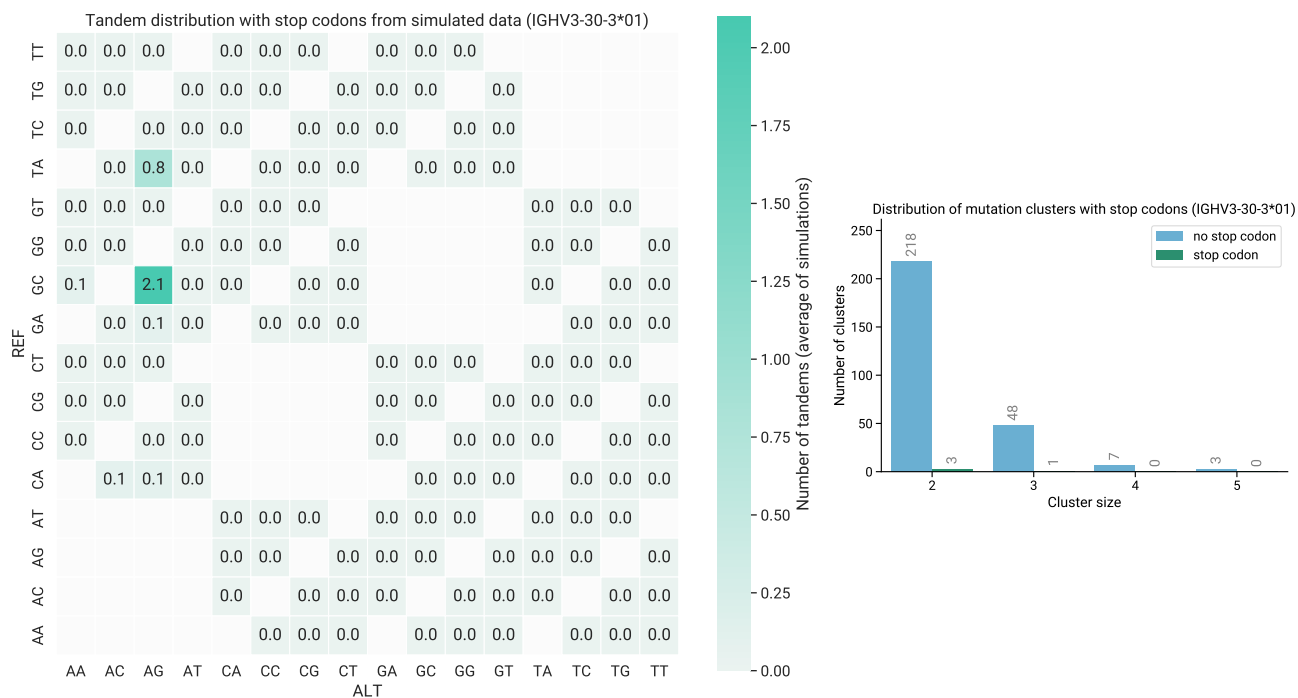 Tandem distribution with stop codons from simulated data (IGHV3-30-3*01)
TT 0.0 0.0 0.0 0.0 0.0 0.0 0.0 0.0 0.0
TG 0.0 0.0 0.0 0.0 0.0 0.0 0.0 0.0 0.0
TC 0.0 0.0 0.0 0.0 0.0 0.0 0.0 0.0 0.0
TA 0.0 0.8 0.0 0.0 0.0 0.0 0.0 0.0 0.0
GT 0.0 0.0 0.0 0.0 0.0 0.0 0.0 0.0 0.0
GG 0.0 0.0 0.0 0.0 0.0 0.0 0.0 0.0 0.0
GC 0.1 2.1 0.0 0.0 0.0 0.0 0.0 0.0 0.0
GA 0.0 0.1 0.0 0.0 0.0 0.0 0.0 0.0 0.0
CT 0.0 0.0 0.0 0.0 0.0 0.0 0.0 0.0 0.0
CG 0.0 0.0 0.0 0.0 0.0 0.0 0.0 0.0 0.0
CC 0.0 0.0 0.0 0.0 0.0 0.0 0.0 0.0 0.0
CA 0.1 0.1 0.0 0.0 0.0 0.0 0.0 0.0 0.0
AT 0.0 0.0 0.0 0.0 0.0 0.0 0.0 0.0 0.0
AG 0.0 0.0 0.0 0.0 0.0 0.0 0.0 0.0 0.0
AC 0.0 0.0 0.0 0.0 0.0 0.0 0.0 0.0 0.0
AA 0.0 0.0 0.0 0.0 0.0 0.0 0.0 0.0 0.0
AA AC AG AT CA CC CG CT GA GC GG GT TA TC TG TT
ALT
REF
2.00
1.75
1.50
1.25
1.00
0.75
0.50
0.25
0.00
Number of tandems (average of simulations)
Distribution of mutation clusters with stop codons (IGHV3-30-3*01)
no stop codon
stop codon
250
200
150
100
50
0
Number of clusters
218 3 48 1 7 0 3 0
2 3 4 5
Cluster size